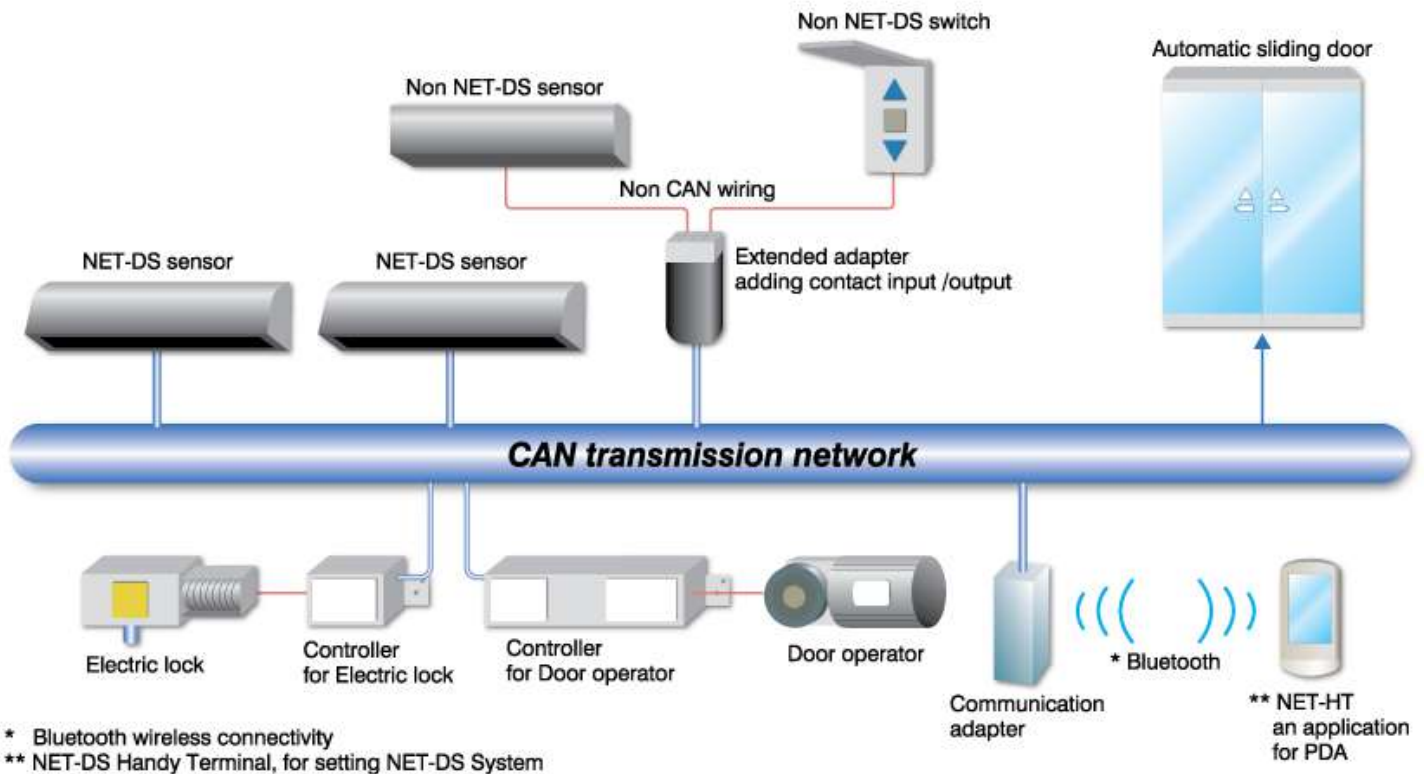 Non NET-DS switch
Automatic sliding door
Non NET-DS sensor
Non CAN wiring
NET-DS sensor
NET-DS sensor
Extended adapter
adding contact input /output
CAN transmission network
Electric lock
Controller
for Electric lock
Controller
for Door operator
Door operator
Communication
adapter
* Bluetooth
** NET-HT
an application
for PDA
* Bluetooth wireless connectivity
** NET-DS Handy Terminal, for setting NET-DS System